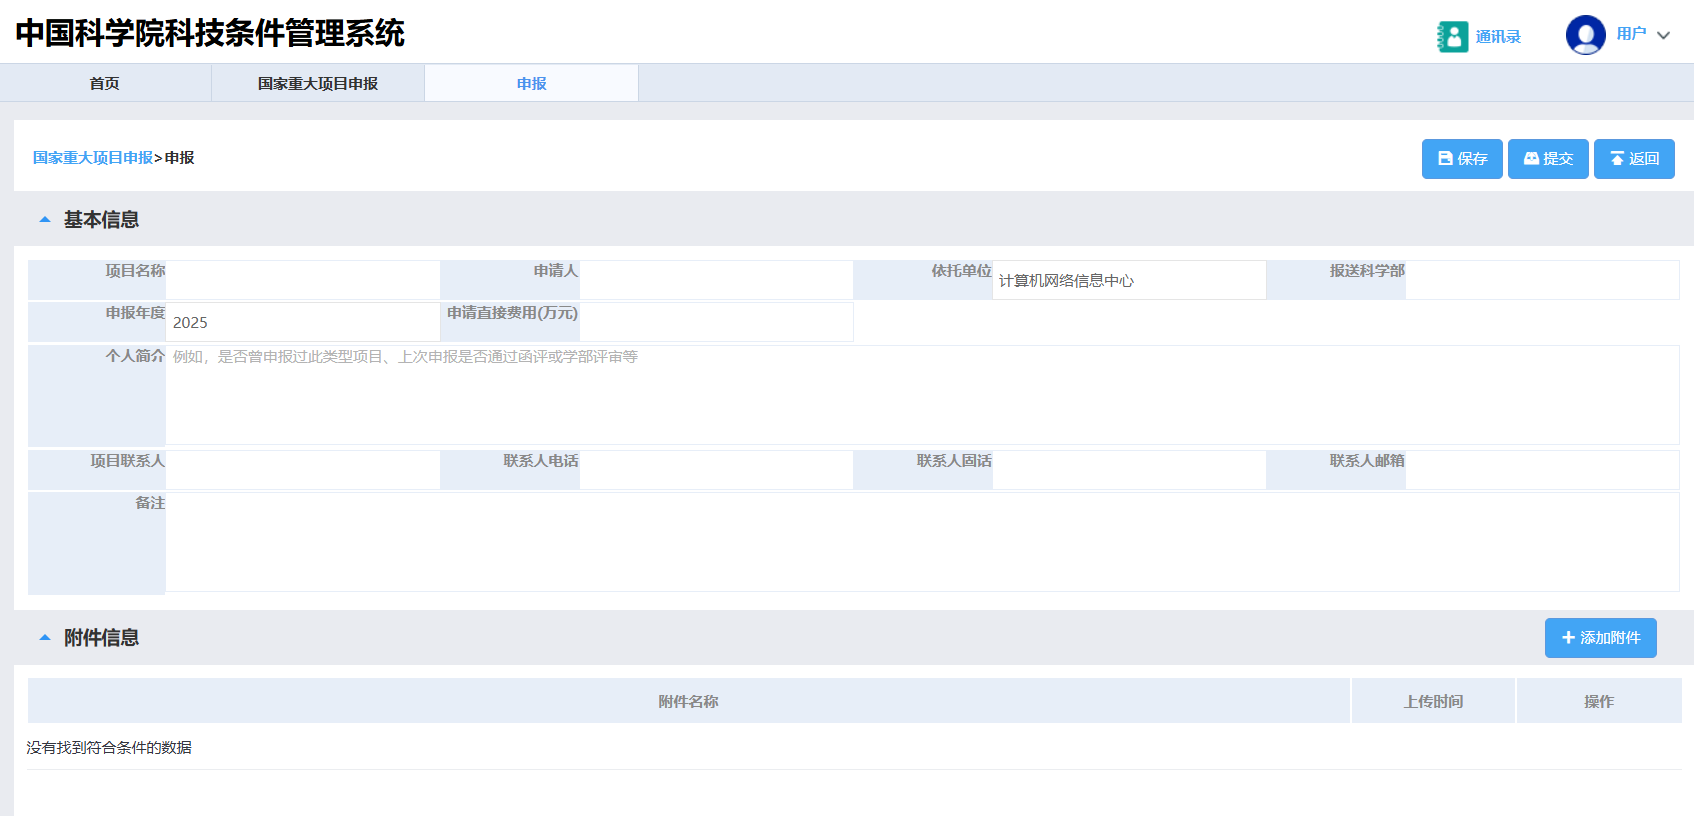 中国科学院科技条件管理系统
通讯录
用户
首页
国家重大项目申报
申报
国家重大项目申报>申报
保存
提交
返回
基本信息
项目名称
申请人
依托单位
计算机网络信息中心
报送科学部
申报年度
2025
申请直接费用(万元)
个人简介
例如，是否曾申报过此类型项目、上次申报是否通过函评或学部评审等
项目联系人
联系人电话
联系人固话
联系人邮箱
备注
附件信息
添加附件
附件名称
上传时间
操作
没有找到符合条件的数据